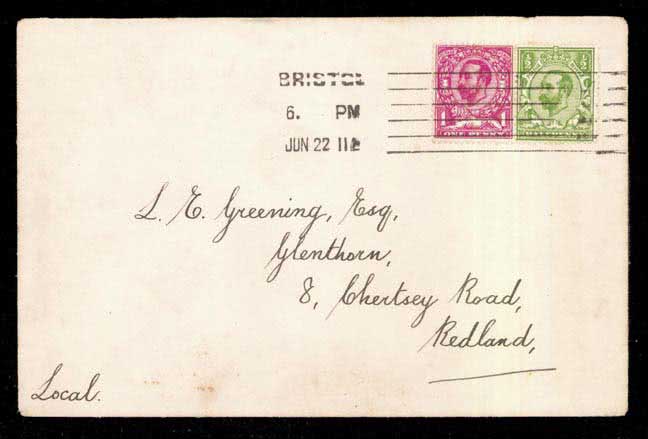 BRISTOL
6. PM
JUN 22 11
ONE PENNY
L. E. Greening, Esq,
Glenthorn,
8, Chertsey Road,
Redland,
Local.